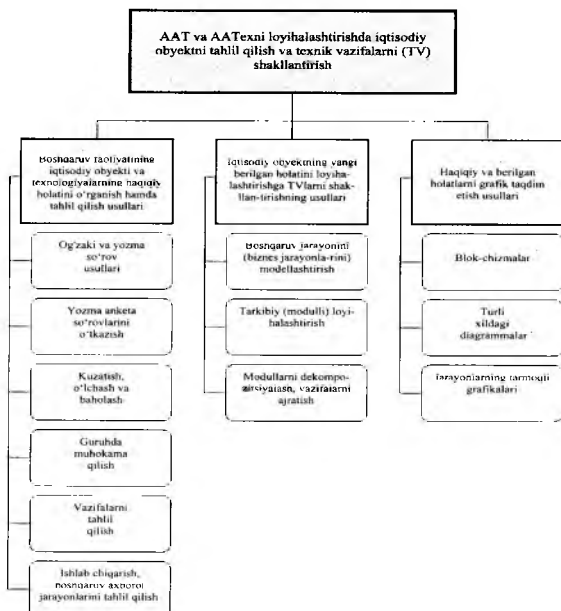 AAT va AATexni loyihalashtirishda iqtisodiy
obyektni tahlil qilish va texnik vazifalarni (TV)
shakllantirish
Boshqaruv faoliyatining
iqtisodiy obyekti va
texnologiyalarning haqiqiy
holatini o‘rganish hamda
tahlil qilish usullari
Og‘zaki va yozma
so‘rov
usullari
Yozma anketa
so‘rovlarini
o‘tkazish
Kuzatish,
o‘lchash va
baholash
Guruhda
muhokama
qilish
Vazifalarni
tahlil
qilish
Ishlab chiqarish,
boshqaruv axborot
jarayonlarini tahlil qilish
Iqtisodiy obyektning yangi
berilgan holatini loyiha-
lashtirishga TVlarni shak-
llan-tirishning usullari
Boshqaruv jarayonini
(biznes jarayonla-rini)
modellashtirish
Tarkibiy (modulli) loyi-
halashtirish
Modullarni dekompo-
zitsiyalash, vazifalarni
ajratish
Haqiqiy va berilgan
holatlarni grafik taqdim
etish usullari
Blok-chizmalar
Turli
xildagi
diagrammalar
Jarayonlarning tarmoqli
grafikalari